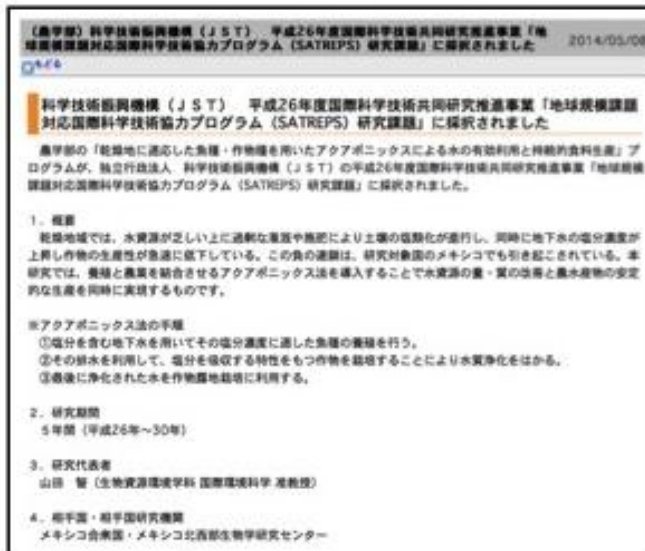 （農学部）科学技術振興機構（ＪＳＴ）　平成26年度国際科学技術共同研究推進事業「地
球規模課題対応国際科学技術協力プログラム（SATREPS）研究課題」に採択されました
2014/05/08
もどる
科学技術振興機構（ＪＳＴ）　平成26年度国際科学技術共同研究推進事業「地球規模課題
対応国際科学技術協力プログラム（SATREPS）研究課題」に採択されました
農学部の「乾燥地に適応した魚種・作物種を用いたアクアポニックスによる水の有効利用と持続的食料生産」プ
ログラムが、独立行政法人　科学技術振興機構（ＪＳＴ）の平成26年度国際科学技術共同研究推進事業「地球規模
課題対応国際科学技術協力プログラム（SATREPS）研究課題」に採択されました。
１．概要
乾燥地域では、水資源が乏しい上に過剰な灌漑や施肥により土壌の塩類化が進行し、同時に地下水の塩分濃度が
上昇し作物の生産性が急速に低下している。この負の連鎖は、研究対象国のメキシコでも引き起こされている。本
研究では、養殖と農業を結合させるアクアポニックス法を導入することで水資源の量・質の改善と農水産物の安定
的な生産を同時に実現するものです。
※アクアポニックス法の手順
①塩分を含む地下水を用いてその塩分濃度に適した魚種の養殖を行う。
②その排水を利用して、塩分を吸収する特性をもつ作物を栽培することにより水質浄化をはかる。
③最後に浄化された水を作物露地栽培に利用する。
２．研究期間
５年間（平成26年～30年）
３．研究代表者
山田　智（生物資源環境学科 国際環境科学 准教授）
４．相手国・相手国研究機関
メキシコ合衆国・メキシコ北西部生物学研究センター